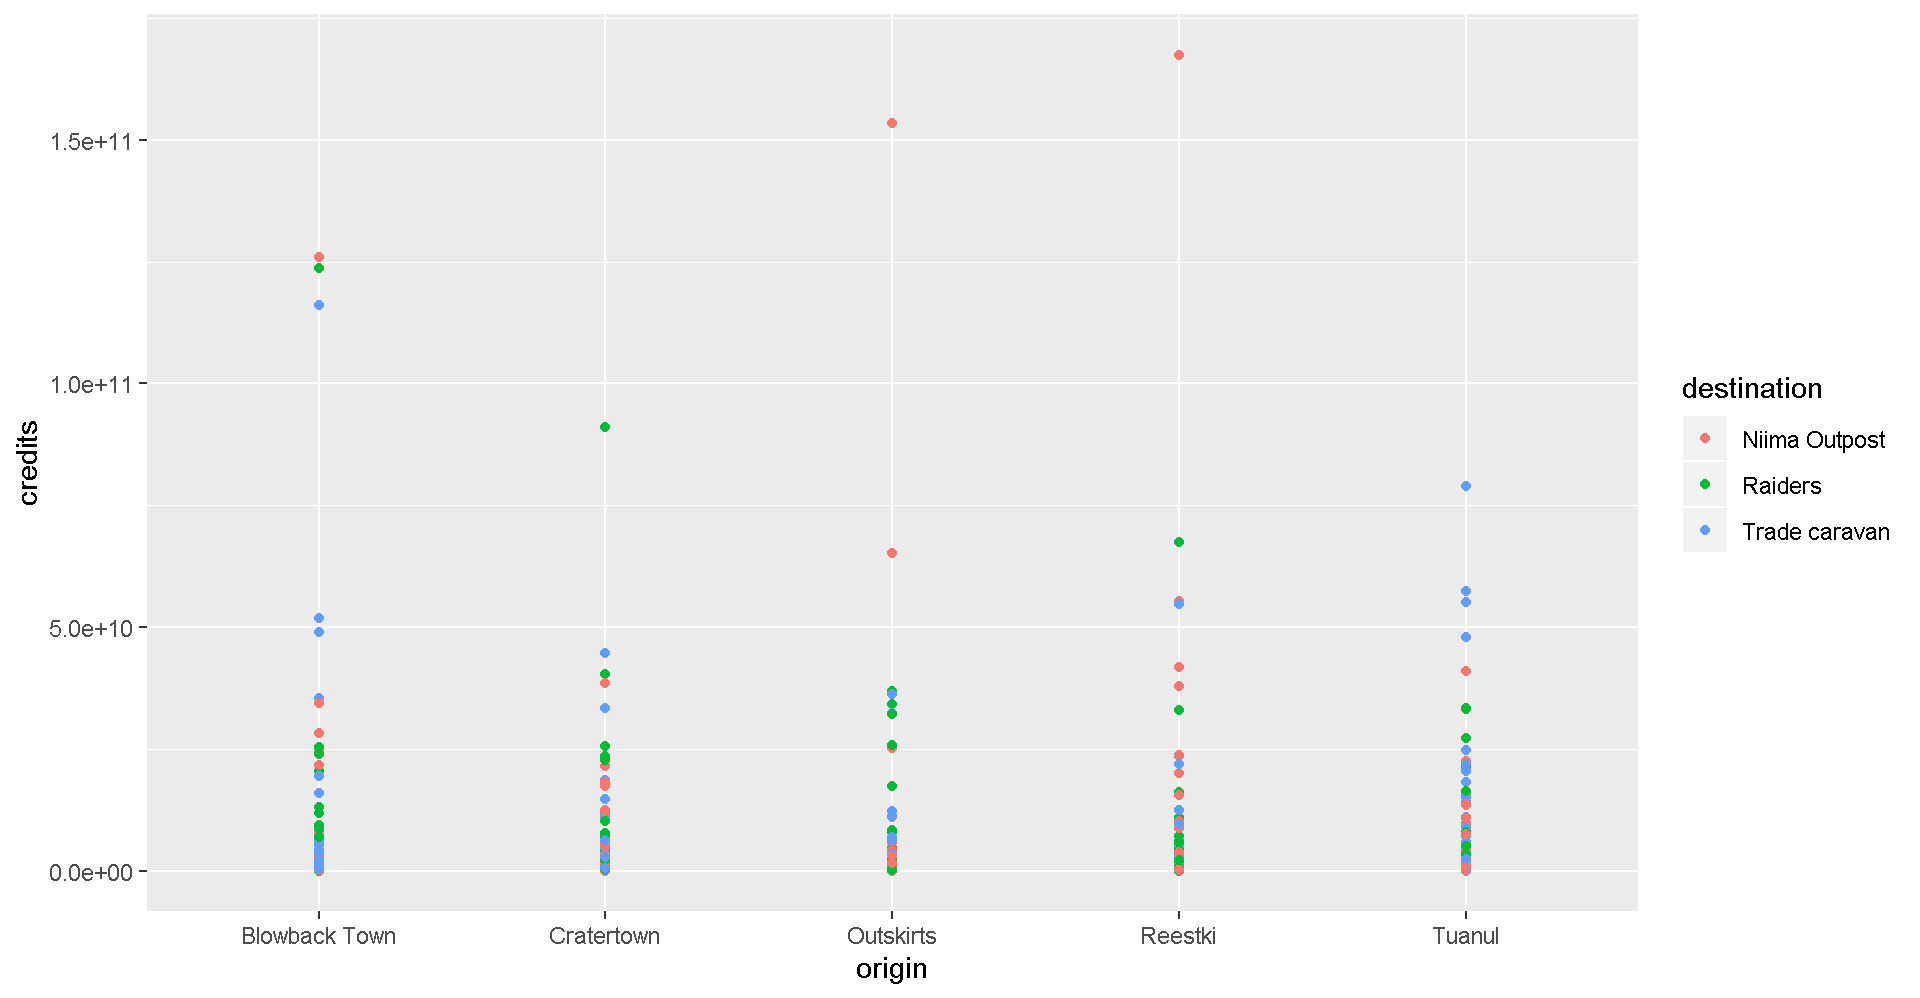 1.5e+11
1.0e+11
5.0e+10
0.0e+00
credits
Blowback Town
Cratertown
Outskirts
Reestki
Tuanul
origin
destination
Niima Outpost
Raiders
Trade caravan